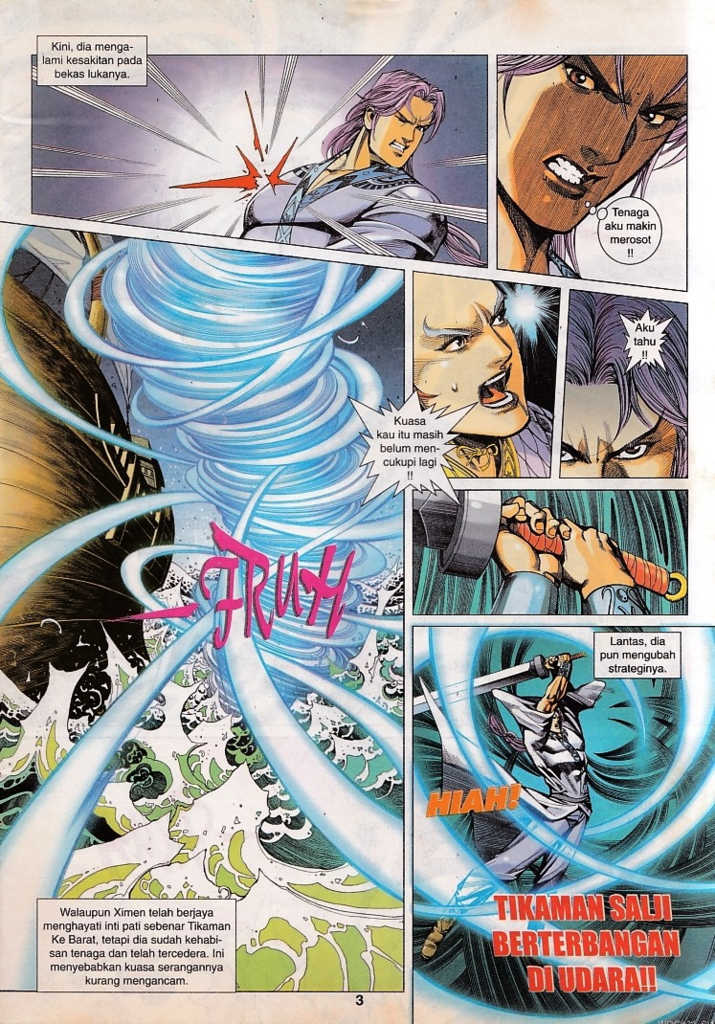 Kini, dia menga-
lami kesakitan pada
bekas lukanya.
Tenaga
aku makin
merosot
!!
Kuasa
kau itu masih
belum men-
cukupi lagi
!!
Aku
tahu
!!
FRUH
Lantas, dia
pun mengubah
strateginya.
HIAH!
TIKAMAN SALJI
BERTERBANGAN
DI UDARA!!
Walaupun Ximen telah berjaya
menghayati inti pati sebenar Tikaman
Ke Barat, tetapi dia sudah kehabi-
san tenaga dan telah tercedera. Ini
menyebabkan kuasa serangannya
kurang mengancam.
3